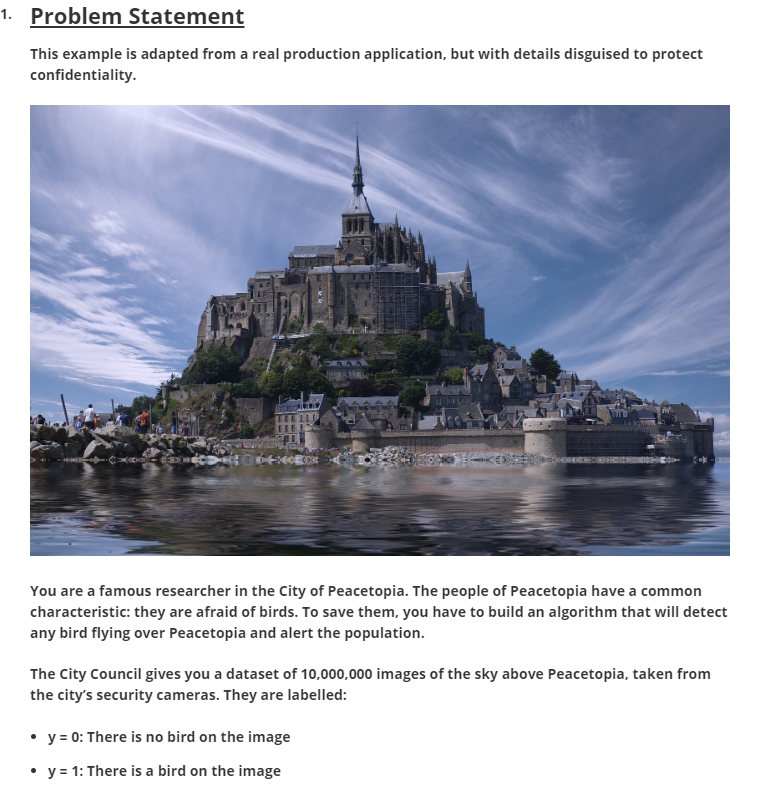 1. Problem Statement
This example is adapted from a real production application, but with details disguised to protect
confidentiality.
You are a famous researcher in the City of Peacetopia. The people of Peacetopia have a common
characteristic: they are afraid of birds. To save them, you have to build an algorithm that will detect
any bird flying over Peacetopia and alert the population.
The City Council gives you a dataset of 10,000,000 images of the sky above Peacetopia, taken from
the city’s security cameras. They are labelled:
• y = 0: There is no bird on the image
• y = 1: There is a bird on the image